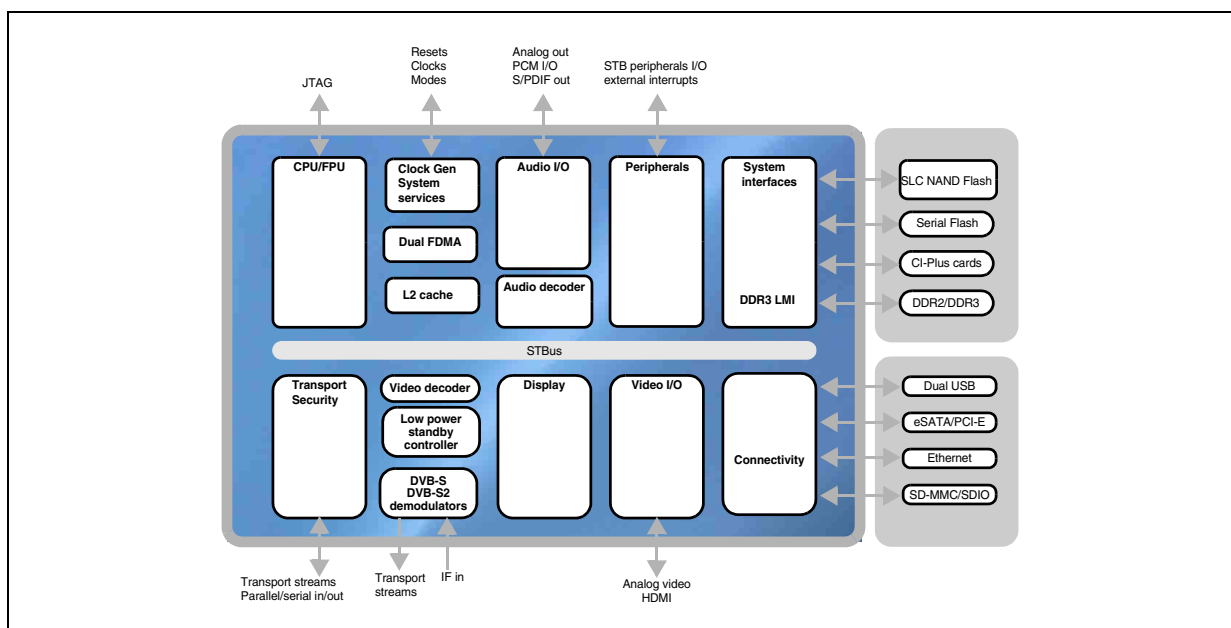 JTAG
Resets
Clocks
Modes
Analog out
PCM I/O
S/PDIF out
STB peripherals I/O
external interrupts
CPU/FPU
Clock Gen
System
services
Dual FDMA
L2 cache
Audio I/O
Audio decoder
Peripherals
System
interfaces
DDR3 LMI
SLC NAND Flash
Serial Flash
CI-Plus cards
DDR2/DDR3
STBus
Transport
Security
Video decoder
Low power
standby
controller
DVB-S
DVB-S2
demodulators
Display
Video I/O
Connectivity
Dual USB
eSATA/PCI-E
Ethernet
SD-MMC/SDIO
Transport streams
Parallel/serial in/out
Transport
streams
IF in
Analog video
HDMI